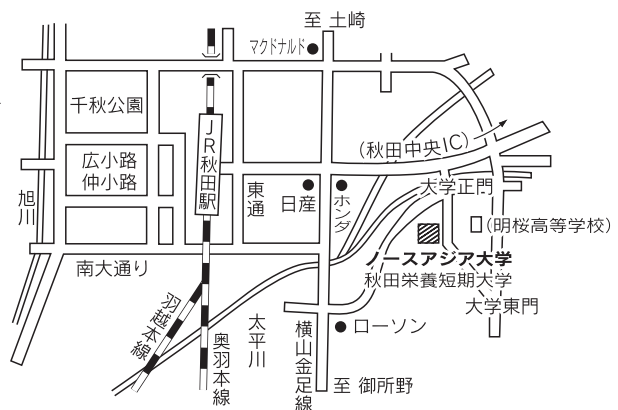 至 土崎
マクドナルド
千秋公園
JR秋田駅
(秋田中央IC)
広小路
仲小路
東通
日産
ホンダ
大学正門
旭川
(明桜高等学校)
ノースアジア大学
秋田栄養短期大学
南大通り
大学東門
羽越本線
奥羽本線
太平川
横山金足線
ローソン
至 御所野